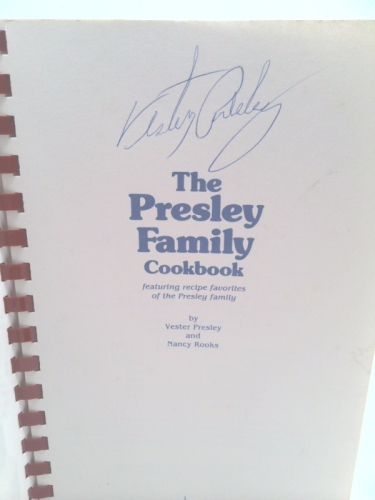 Vester Presley
The
Presley
Family
Cookbook
featuring recipe favorites
of the Presley family
by
Vester Presley
and
Nancy Rooks